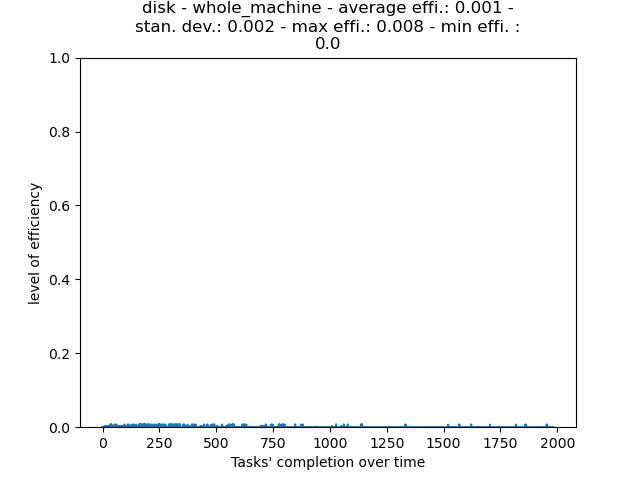 disk - whole_machine - average effi.: 0.001 -
stan. dev.: 0.002 - max effi.: 0.008 - min effi. :
0.0
1.0
0.8
0.6
0.4
0.2
0.0
level of efficiency
0 250 500 750 1000 1250 1500 1750 2000
Tasks' completion over time